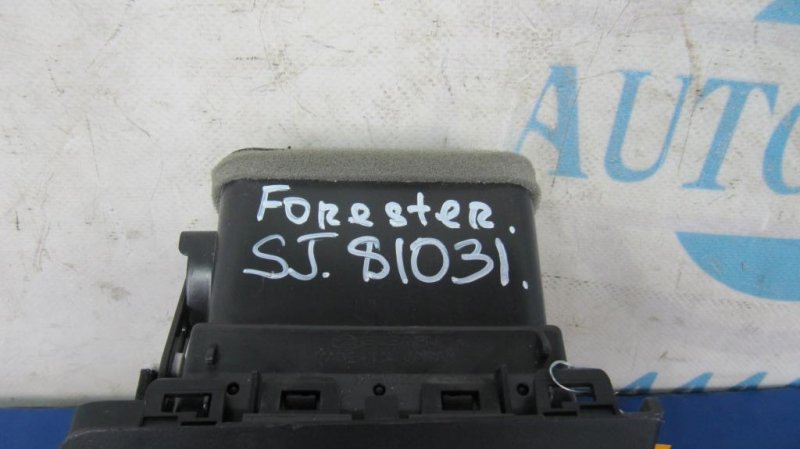 AUTO
Forester.
SJ. 81031.